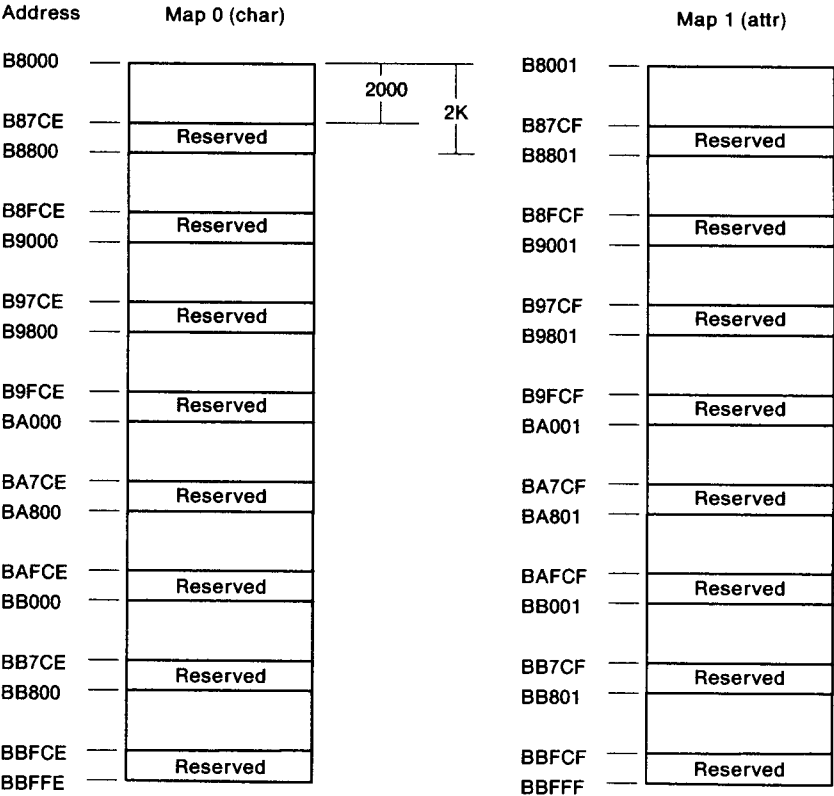 Address Map 0 (char) Map 1 (attr)
B8000 B8001
2000
2K
B87CE Reserved B87CF Reserved
B8800 B8801
B8FCE Reserved B8FCF Reserved
B9000 B9001
B97CE Reserved B97CF Reserved
B9800 B9801
B9FCE Reserved B9FCF Reserved
BA000 BA001
BA7CE Reserved BA7CF Reserved
BA800 BA801
BAFCE Reserved BAFCF Reserved
BB000 BB001
BB7CE Reserved BB7CF Reserved
BB800 BB801
BBFCE Reserved BBFCF Reserved
BBFFE BBFFF